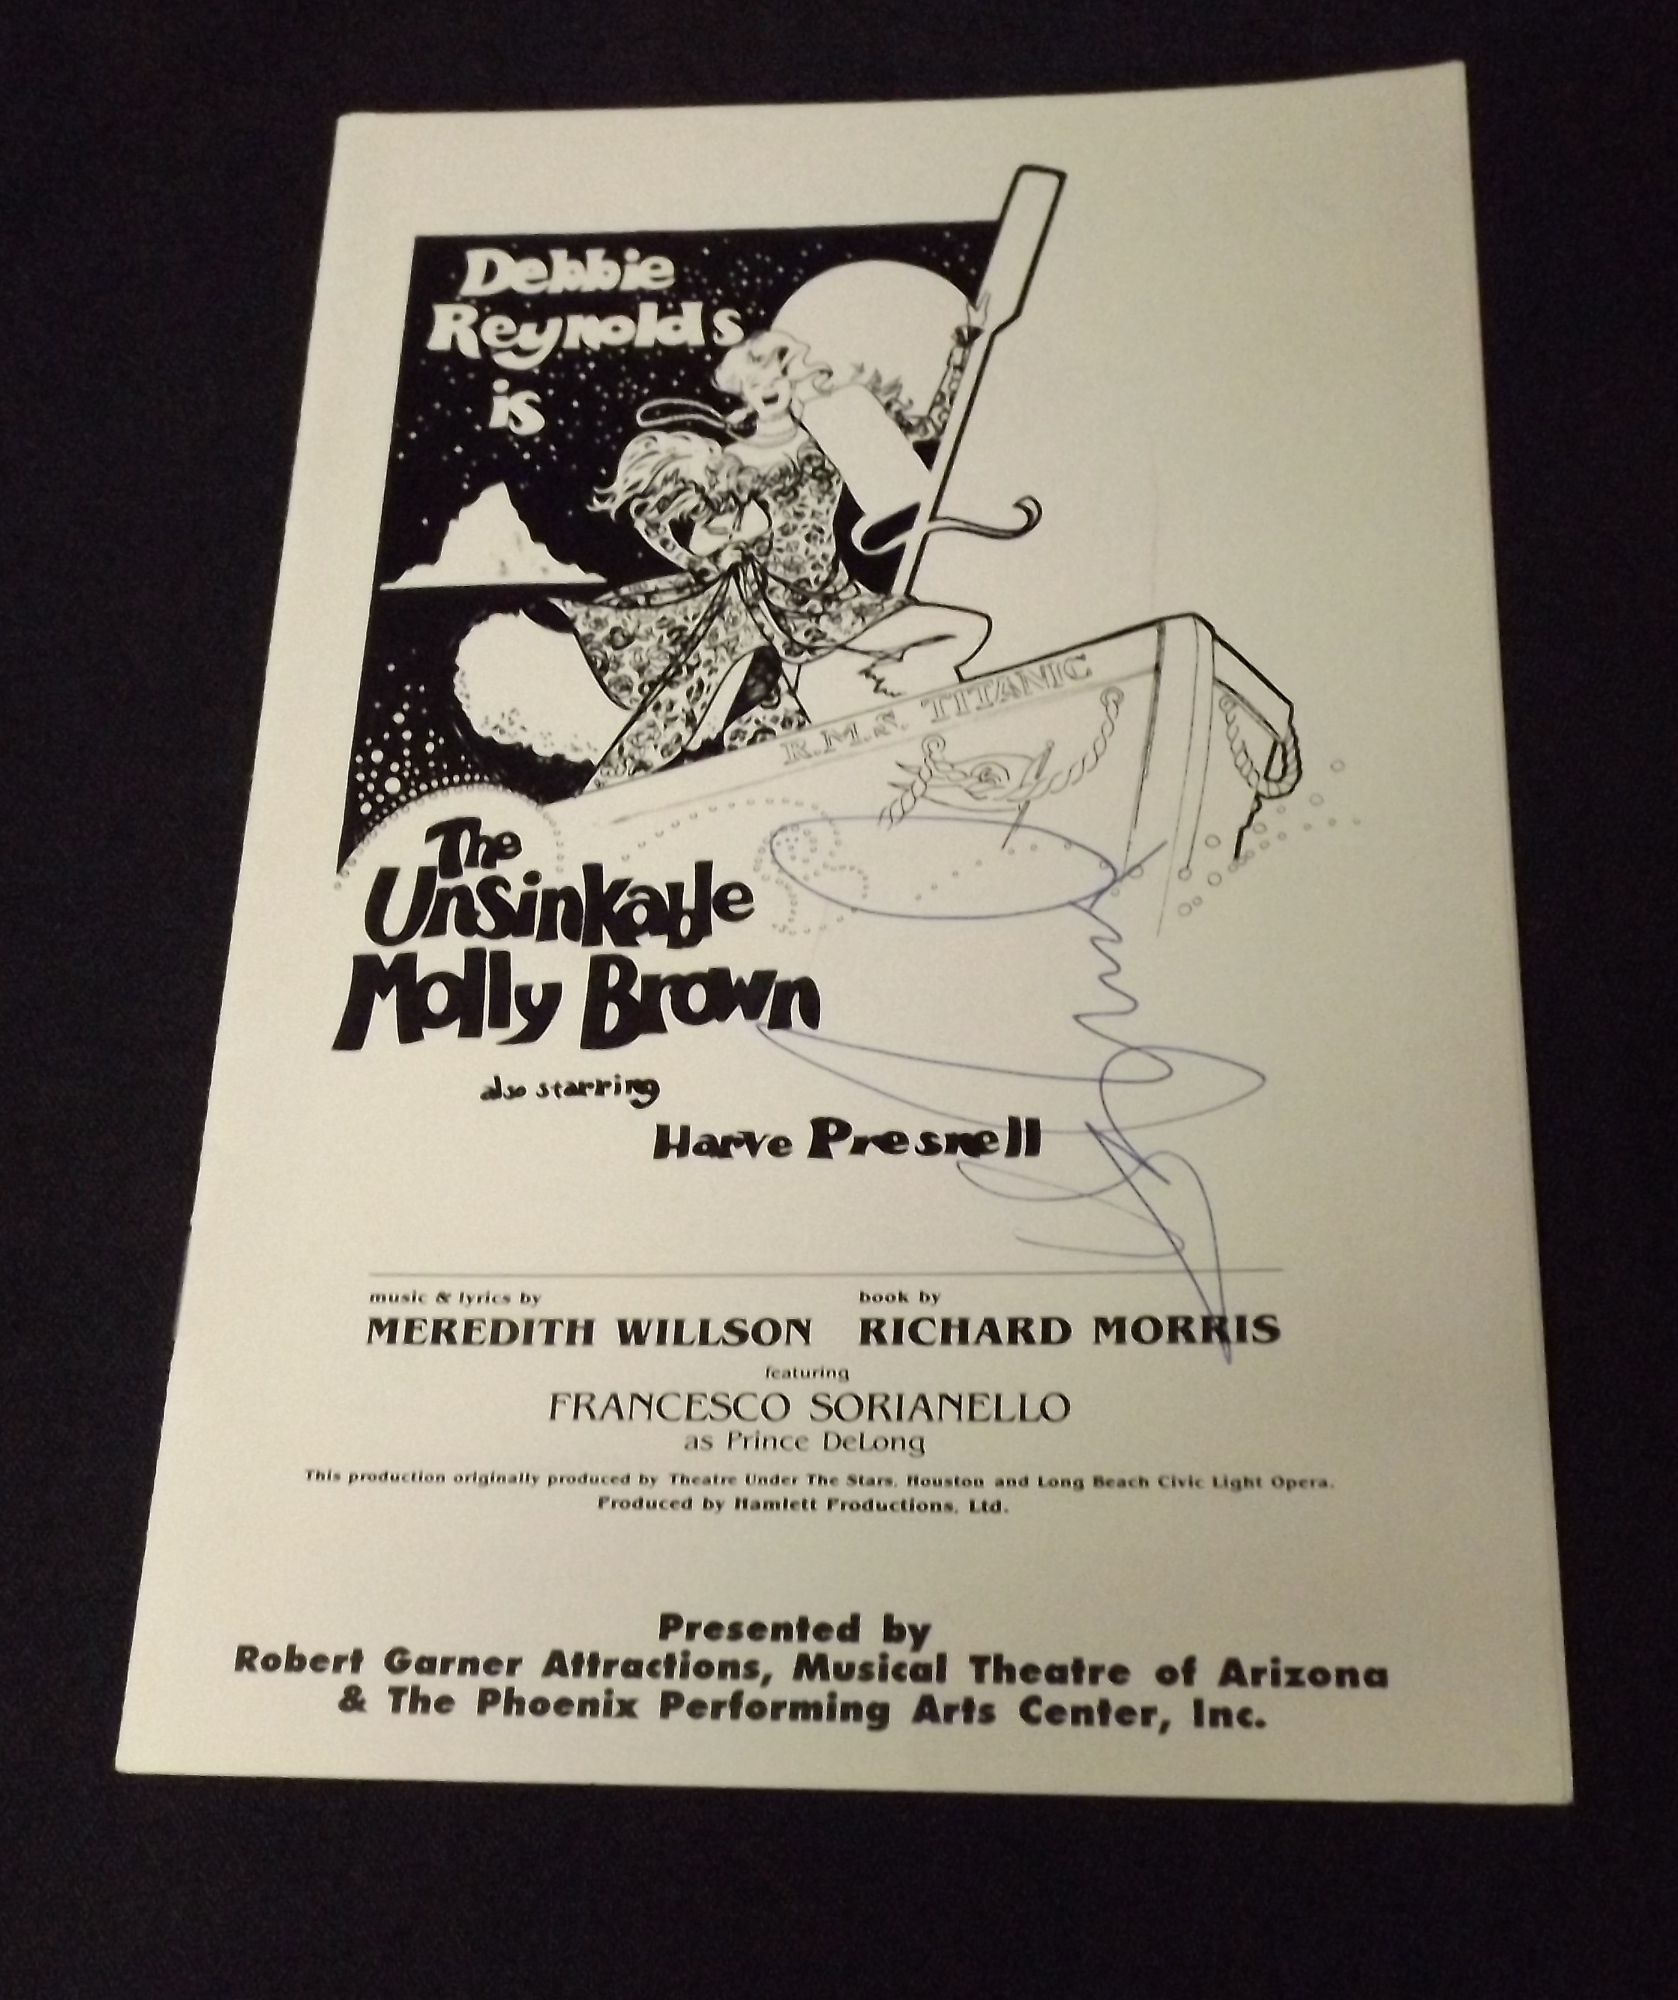 Debbie
Reynolds
is
R.M.S. TITANIC
The
Unsinkable
Molly Brown
also starring
Harve Presnell
music & lyrics by
MEREDITH WILLSON
book by
RICHARD MORRIS
featuring
FRANCESCO SORIANELLO
as Prince DeLong
This production originally produced by Theatre Under The Stars, Houston and Long Beach Civic Light Opera.
Produced by Hamlett Productions, Ltd.
Presented by
Robert Garner Attractions, Musical Theatre of Arizona
& The Phoenix Performing Arts Center, Inc.